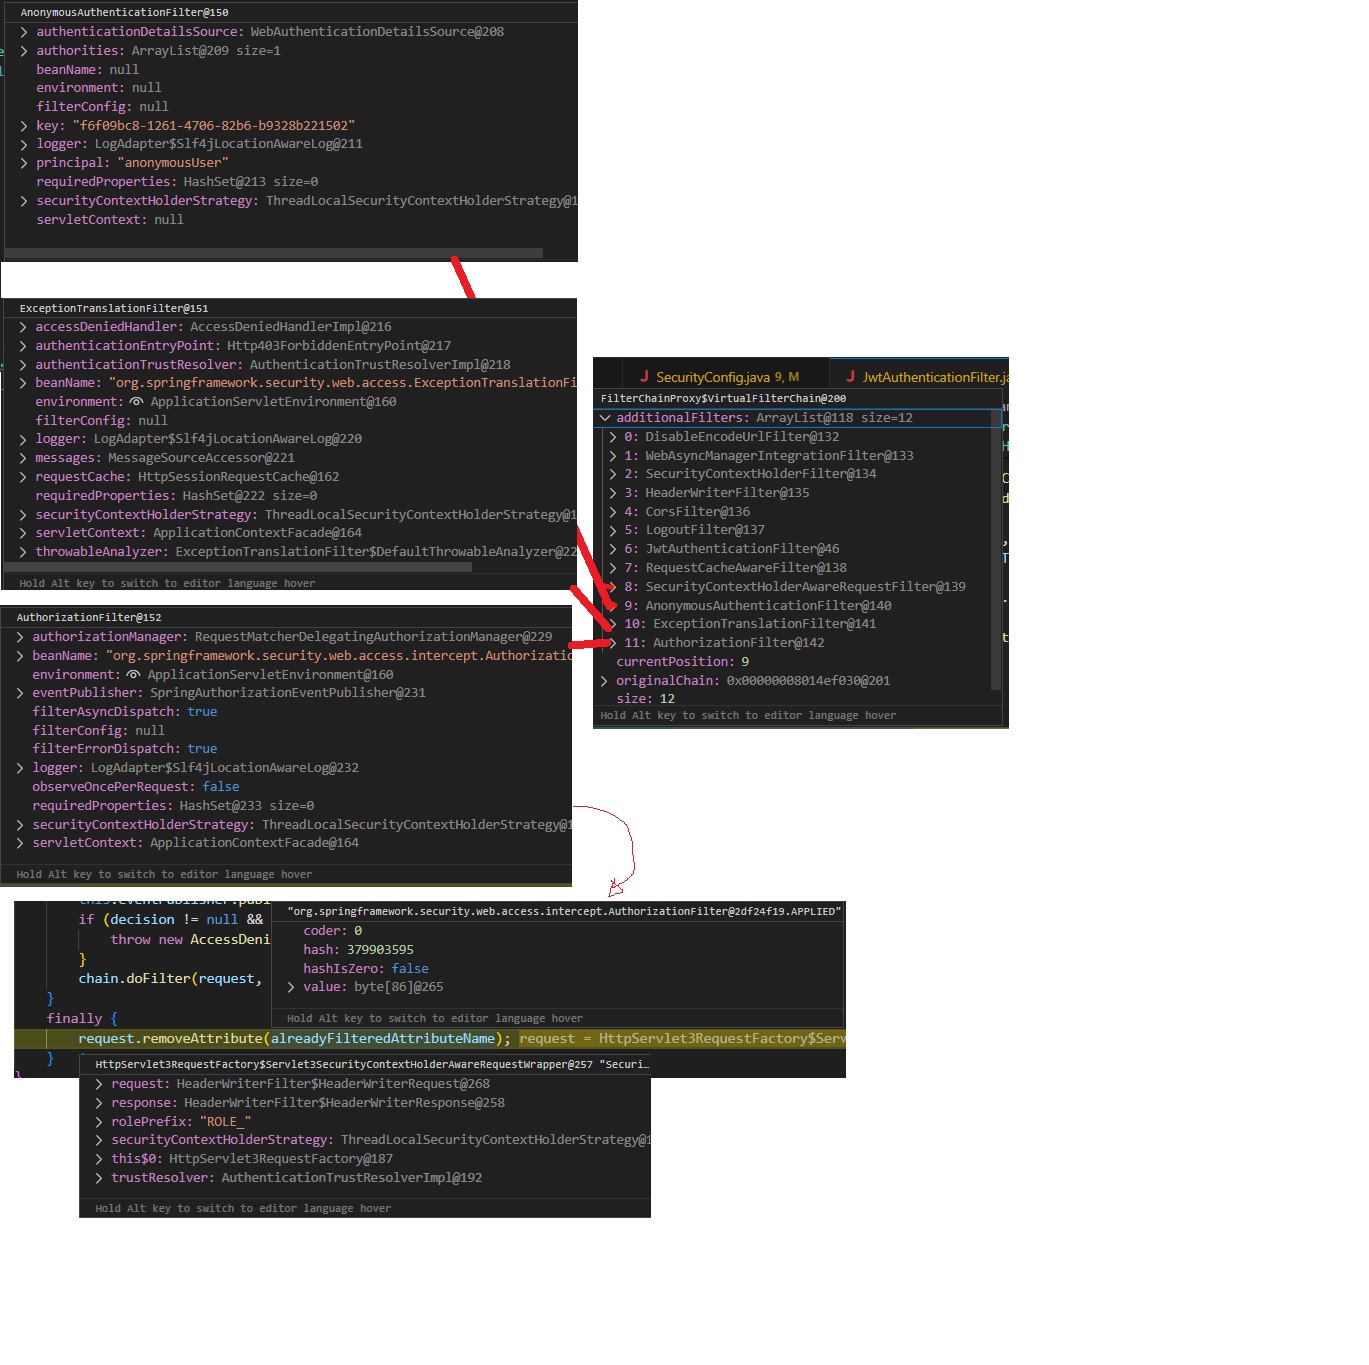 AnonymousAuthenticationFilter@150
authenticationDetailsSource: WebAuthenticationDetailsSource@208
authorities: ArrayList@209 size=1
beanName: null
environment: null
filterConfig: null
key: "f6f09bc8-1261-4706-82b6-b9328b221502"
logger: LogAdapter$Slf4jLocationAwareLog@211
principal: "anonymousUser"
requiredProperties: HashSet@213 size=0
securityContextHolderStrategy: ThreadLocalSecurityContextHolderStrategy@1
servletContext: null
ExceptionTranslationFilter@151
accessDeniedHandler: AccessDeniedHandlerImpl@216
authenticationEntryPoint: Http403ForbiddenEntryPoint@217
authenticationTrustResolver: AuthenticationTrustResolverImpl@218
beanName: "org.springframework.security.web.access.ExceptionTranslationFi
environment: ApplicationServletEnvironment@160
filterConfig: null
logger: LogAdapter$Slf4jLocationAwareLog@220
messages: MessageSourceAccessor@221
requestCache: HttpSessionRequestCache@162
requiredProperties: HashSet@222 size=0
securityContextHolderStrategy: ThreadLocalSecurityContextHolderStrategy@1
servletContext: ApplicationContextFacade@164
throwableAnalyzer: ExceptionTranslationFilter$DefaultThrowableAnalyzer@22
Hold Alt key to switch to editor language hover
SecurityConfig.java 9, M
JwtAuthenticationFilter.ja
FilterChainProxy$VirtualFilterChain@200
additionalFilters: ArrayList@118 size=12
0: DisableEncodeUrlFilter@132
1: WebAsyncManagerIntegrationFilter@133
2: SecurityContextHolderFilter@134
3: HeaderWriterFilter@135
4: CorsFilter@136
5: LogoutFilter@137
6: JwtAuthenticationFilter@46
7: RequestCacheAwareFilter@138
8: SecurityContextHolderAwareRequestFilter@139
9: AnonymousAuthenticationFilter@140
10: ExceptionTranslationFilter@141
11: AuthorizationFilter@142
currentPosition: 9
originalChain: 0x00000008014ef030@201
size: 12
Hold Alt key to switch to editor language hover
AuthorizationFilter@152
authorizationManager: RequestMatcherDelegatingAuthorizationManager@229
beanName: "org.springframework.security.web.access.intercept.Authorizatio
environment: ApplicationServletEnvironment@160
eventPublisher: SpringAuthorizationEventPublisher@231
filterAsyncDispatch: true
filterConfig: null
filterErrorDispatch: true
logger: LogAdapter$Slf4jLocationAwareLog@232
observeOncePerRequest: false
requiredProperties: HashSet@233 size=0
securityContextHolderStrategy: ThreadLocalSecurityContextHolderStrategy@1
servletContext: ApplicationContextFacade@164
Hold Alt key to switch to editor language hover
this.eventPublisher.publ
if (decision != null &&
throw new AccessDeni
}
chain.doFilter(request,
}
finally {
request.removeAttribute(alreadyFilteredAttributeName); request = HttpServlet3RequestFactory$Serv
}
}
"org.springframework.security.web.access.intercept.AuthorizationFilter@2df24f19.APPLIED"
coder: 0
hash: 379903595
hashIsZero: false
value: byte[86]@265
Hold Alt key to switch to editor language hover
HttpServlet3RequestFactory$Servlet3SecurityContextHolderAwareRequestWrapper@257 "Securi…
request: HeaderWriterFilter$HeaderWriterRequest@268
response: HeaderWriterFilter$HeaderWriterResponse@258
rolePrefix: "ROLE_"
securityContextHolderStrategy: ThreadLocalSecurityContextHolderStrategy@1
this$0: HttpServlet3RequestFactory@187
trustResolver: AuthenticationTrustResolverImpl@192
Hold Alt key to switch to editor language hover